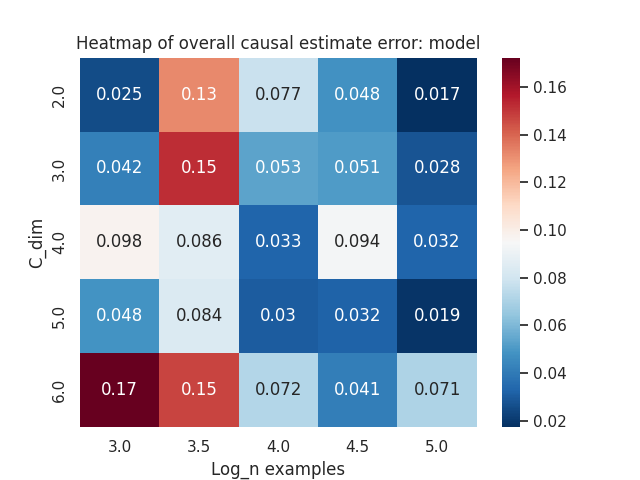 Heatmap of overall causal estimate error: model
C_dim
2.0 0.025 0.13 0.077 0.048 0.017
3.0 0.042 0.15 0.053 0.051 0.028
4.0 0.098 0.086 0.033 0.094 0.032
5.0 0.048 0.084 0.03 0.032 0.019
6.0 0.17 0.15 0.072 0.041 0.071
3.0 3.5 4.0 4.5 5.0
Log_n examples
0.16
0.14
0.12
0.10
0.08
0.06
0.04
0.02